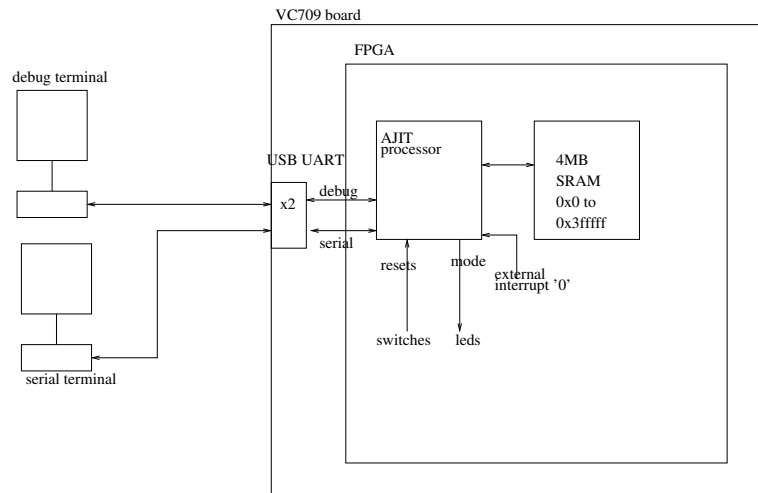 VC709 board
FPGA
debug terminal
AJIT
processor
USB UART
4MB
SRAM
0x0 to
0x3fffff
debug
x2
serial
resets
mode
external
interrupt '0'
switches
leds
serial terminal